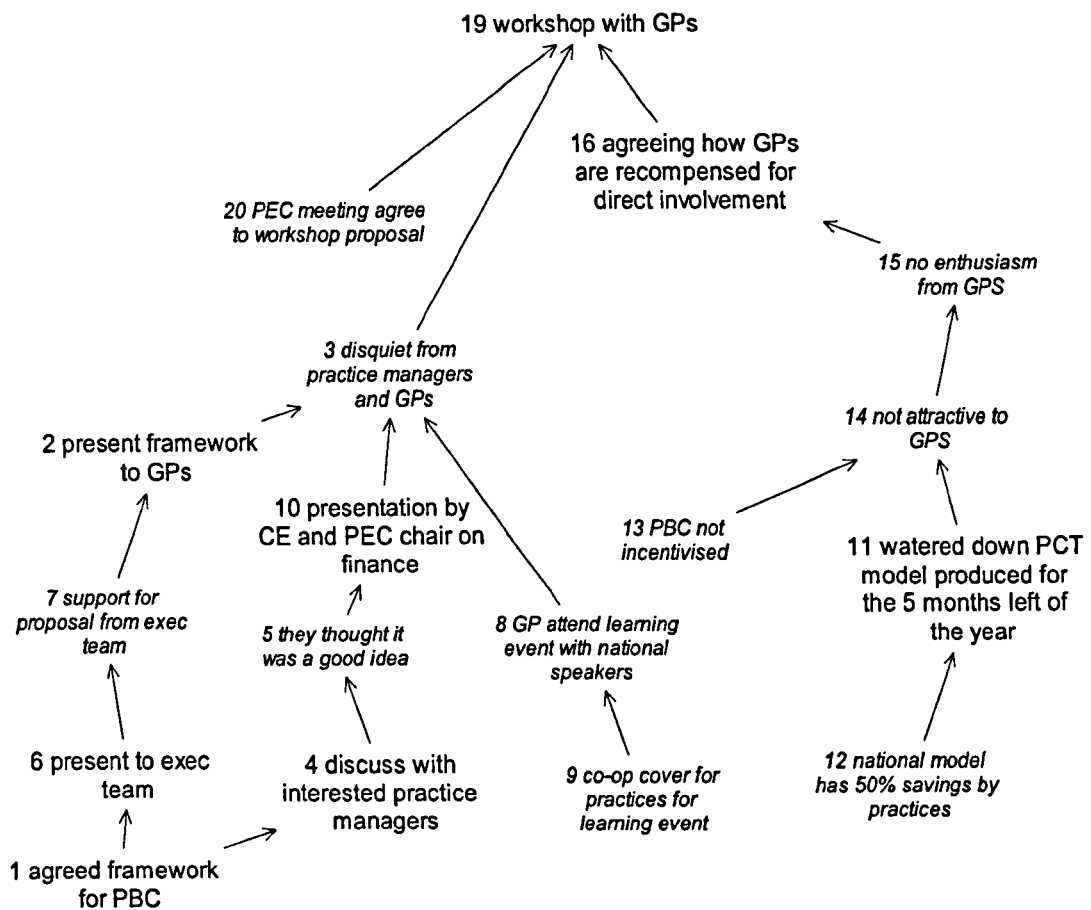 19 workshop with GPs
16 agreeing how GPs
are recompensed for
direct involvement
20 PEC meeting agree
to workshop proposal
15 no enthusiasm
from GPS
3 disquiet from
practice managers
and GPs
14 not attractive to
GPS
2 present framework
to GPs
10 presentation by
CE and PEC chair on
finance
13 PBC not
incentivised
11 watered down PCT
model produced for
the 5 months left of
the year
7 support for
proposal from exec
team
5 they thought it
was a good idea
8 GP attend learning
event with national
speakers
6 present to exec
team
4 discuss with
interested practice
managers
9 co-op cover for
practices for
learning event
12 national model
has 50% savings by
practices
1 agreed framework
for PBC